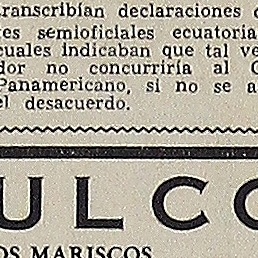 transcribían declaraciones
es semioficiales ecuatoria
cuales indicaban que tal ve
dor no concurriría al C
Panamericano, si no se a
el desacuerdo.
ULCO
OS MARISCOS